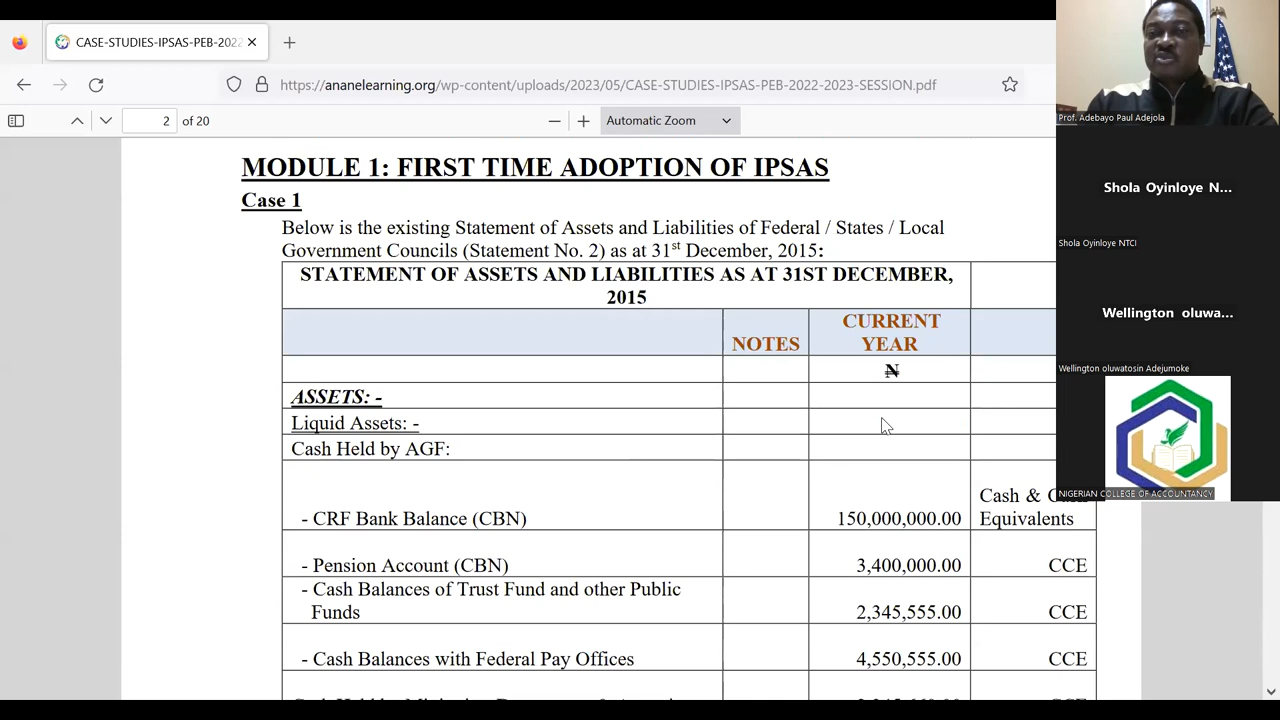 CASE-STUDIES-IPSAS-PEB-2022
https://ananelearning.org/wp-content/uploads/2023/05/CASE-STUDIES-IPSAS-PEB-2022-2023-SESSION.pdf
2 of 20
Automatic Zoom
MODULE 1: FIRST TIME ADOPTION OF IPSAS
Case 1
Below is the existing Statement of Assets and Liabilities of Federal / States / Local
Government Councils (Statement No. 2) as at 31st December, 2015:
STATEMENT OF ASSETS AND LIABILITIES AS AT 31ST DECEMBER,
2015
NOTES
CURRENT
YEAR
₦
ASSETS: -
Liquid Assets: -
Cash Held by AGF:
- CRF Bank Balance (CBN) 150,000,000.00 Cash & Equivalents
- Pension Account (CBN) 3,400,000.00 CCE
- Cash Balances of Trust Fund and other Public
Funds 2,345,555.00 CCE
- Cash Balances with Federal Pay Offices 4,550,555.00 CCE
Prof. Adebayo Paul Adejola
Shola Oyinloye N...
Shola Oyinloye NTCI
Wellington oluwa...
Wellington oluwatosin Adejumoke
NIGERIAN COLLEGE OF ACCOUNTANCY